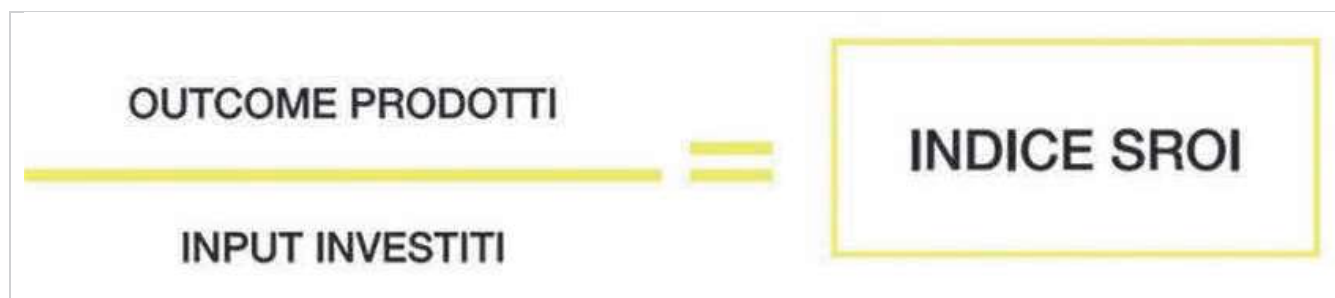 OUTCOME PRODOTTI
=
INDICE SROI
INPUT INVESTITI